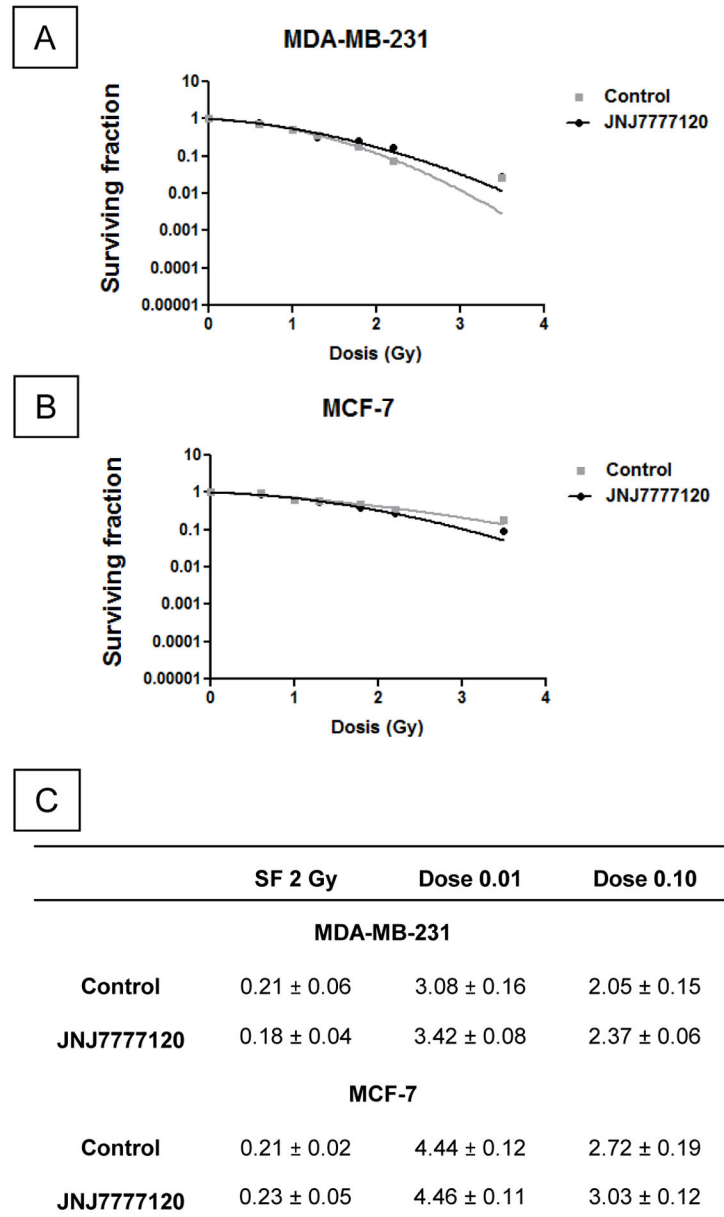 A
MDA-MB-231
Surviving fraction
10
1
0.1
0.01
0.001
0.0001
0.00001
0 1 2 3 4
Dosis (Gy)
Control
JNJ7777120
B
MCF-7
Surviving fraction
10
1
0.1
0.01
0.001
0.0001
0.00001
0 1 2 3 4
Dosis (Gy)
Control
JNJ7777120
C
SF 2 Gy Dose 0.01 Dose 0.10
MDA-MB-231
Control 0.21 ± 0.06 3.08 ± 0.16 2.05 ± 0.15
JNJ7777120 0.18 ± 0.04 3.42 ± 0.08 2.37 ± 0.06
MCF-7
Control 0.21 ± 0.02 4.44 ± 0.12 2.72 ± 0.19
JNJ7777120 0.23 ± 0.05 4.46 ± 0.11 3.03 ± 0.12